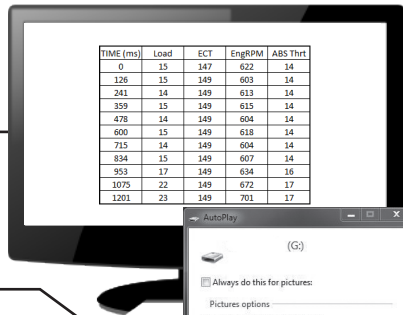 TIME (ms) Load ECT EngRPM ABS Thrt
0 15 147 622 14
126 15 149 603 14
241 14 149 613 14
359 15 149 615 14
478 14 149 604 14
600 15 149 618 14
715 14 149 604 14
834 15 149 607 14
953 17 149 634 16
1075 22 149 672 17
1201 23 149 701 17
AutoPlay
(G:)
Always do this for pictures:
Pictures options